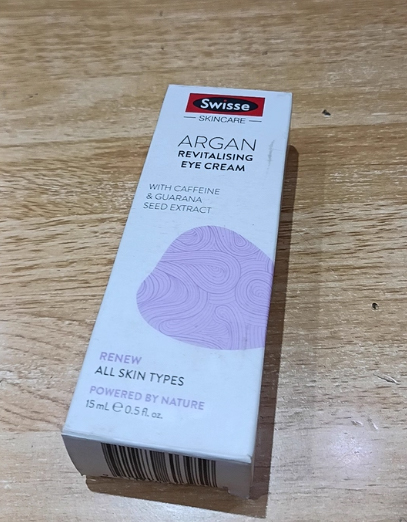 Swisse
SKINCARE
ARGAN
REVITALISING
EYE CREAM
WITH CAFFEINE
& GUARANA
SEED EXTRACT
RENEW
ALL SKIN TYPES
POWERED BY NATURE
15 mL ℮ 0.5 fl. oz.